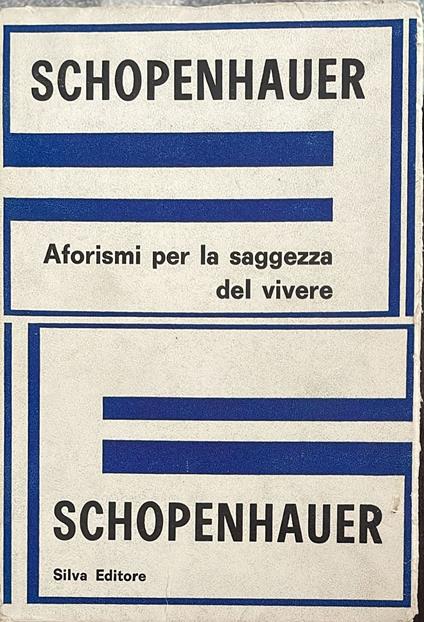 SCHOPENHAUER
Aforismi per la saggezza
del vivere
SCHOPENHAUER
Silva Editore